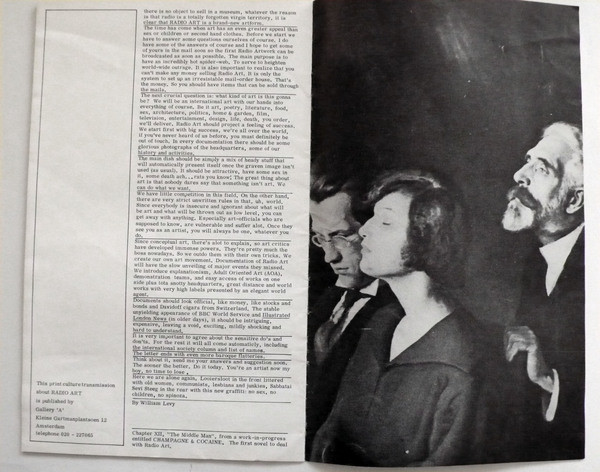 there is no object to sell in a museum, whatever the reason
is that radio is a totally forgotten virgin territory, it is
clear that RADIO ART is a brand-new artform.
The time has come when art has an even greater appeal than
sex or children or second hand clothes. Before we start we
have to answer some questions ourselves of course. I do
have some of the answers of course and I hope to get some
of yours in the mail soon so the first Radio Artwork can be
broadcasted as soon as possible. The main purpose is to
have an incredibly hot spider-web. To serve to heighten
world-wide outrage. It is also important to realize that you
can't make any money selling Radio Art. It is only the
system to set up an irresistable mail-order house. That's
the money. So you should have items that can be sold through
the mails.
The next crucial question is: what kind of art is this gonna
be? We will be an international art with our hands into
everything of course. Be it art, poetry, literature, food,
sex, architecture, politics, home & garden, film,
television, entertainment, design, life, death, you order,
we'll deliver. Radio Art should project a feeling of success.
We start first with big success, we're all over the world,
if you've never heard of us before, you must definitely be
out of touch. In every documentation there should be some
glorious photographs of the headquarters, some of our
history and activities.
The main dish should be simply a mix of heady stuff that
will automatically present itself once the graven image isn't
used (as usual). It should be attractive, have some sex in
it, some death ash...rats you know! The great thing about
art is that nobody dares say that something isn't art. We
can do what we want.
We have little competition in this field. On the other hand,
there are very strict unwritten rules in that, uh, world.
Since everybody is insecure and ignorant about what will
be art and what will be thrown out as low level, you can
get away with anything. Especially art-officials who are
supposed to know, are vulnerable and suffer alot. Once they
see you as an artist, you will always be one, whatever you
do.
Since conceptual art, there's alot to explain, so art critics
have developed immense powers. They're pretty much the
boss nowadays. So we outdo them with their own tricks. We
create our own art movement. Documentation of Radio Art
will have the slow unveiling of major events they missed.
We introduce explanationism, Adult Oriented Art (AOA),
demonstration teams, and easy access of works on one
side plus lots meotty headquarters, great distance and world
works with very high labels presented by an elegant world
agent.
Documents should look official, like money, like stocks and
bonds and Davidoff cigars from Switzerland. The stable
unyielding appearance of BBC World Service and Illustrated
London News (in older days), it should be intriguing,
expensive, leaving a void, exciting, mildly shocking and
hard to understand.
It is very important to agree about the sensitive do's and
don'ts. For the rest it will all come automatically, including
the international society column and list of names.
The letter ends with even more baroque flatteries.
Think about it, send me your answers and suggestion soon.
The sooner the better. Do it today. You're an artist now my
boy, no time to lose.
Here we are alone again. Loosershoot in the front littered
with old women, communists, lesbians and junkies, Sabbatai
Sevi Steeg in the rear with this new graffiti: no sex, no
children, no spinoza.
By William Levy
Chapter XII, "The Middle Man", from a work-in-progress
entitled CHAMPAGNE & COCAINE. The first novel to deal
with Radio Art.
This print culture transmission
about RADIO ART
is published by
Gallery 'A'
Kleine Gartmanplantsoen 12
Amsterdam
telephone 020 - 227065